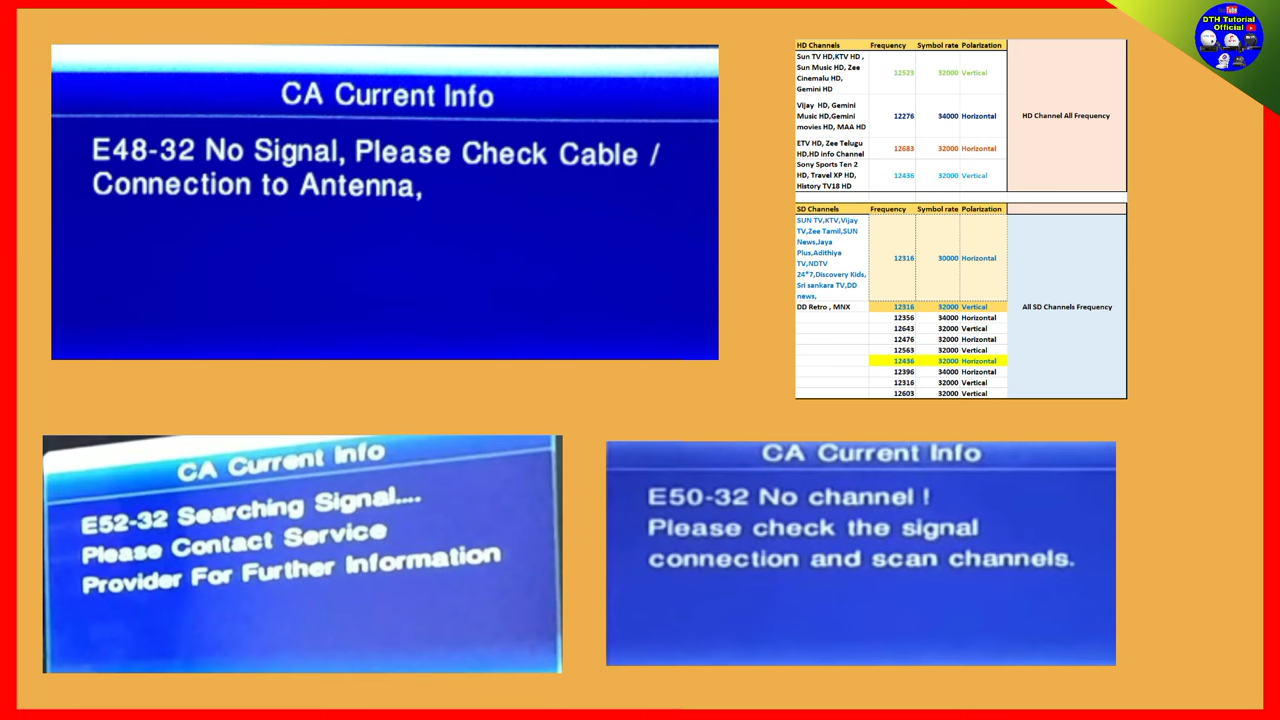 CA Current Info
E48-32 No Signal, Please Check Cable /
Connection to Antenna,
HD Channels Frequency Symbol rate Polarization
Sun TV HD,KTV HD ,
Sun Music HD, Zee
Cinemalu HD,
Gemini HD
12523 32000 Vertical
Vijay HD, Gemini
Music HD,Gemini
movies HD, MAA HD
12276 34000 Horizontal
HD Channel All Frequency
ETV HD, Zee Telugu
HD,HD info Channel
12683 32000 Horizontal
Sony Sports Ten 2
HD, Travel XP HD,
History TV18 HD
12436 32000 Vertical
SD Channels Frequency Symbol rate Polarization
SUN TV,KTV,Vijay
TV,Zee Tamil,SUN
News,Jaya
Plus,Adithiya
TV,NDTV
24*7,Discovery Kids,
Sri sankara TV,DD
news,
12316 30000 Horizontal
DD Retro , MNX 12316 32000 Vertical
All SD Channels Frequency
12356 34000 Horizontal
12643 32000 Vertical
12476 32000 Horizontal
12563 32000 Vertical
12436 32000 Horizontal
12396 34000 Horizontal
12316 32000 Vertical
12603 32000 Vertical
YouTube
DTH Tutorial
Official
CA Current Info
E52-32 Searching Signal....
Please Contact Service
Provider For Further Information
CA Current Info
E50-32 No channel !
Please check the signal
connection and scan channels.